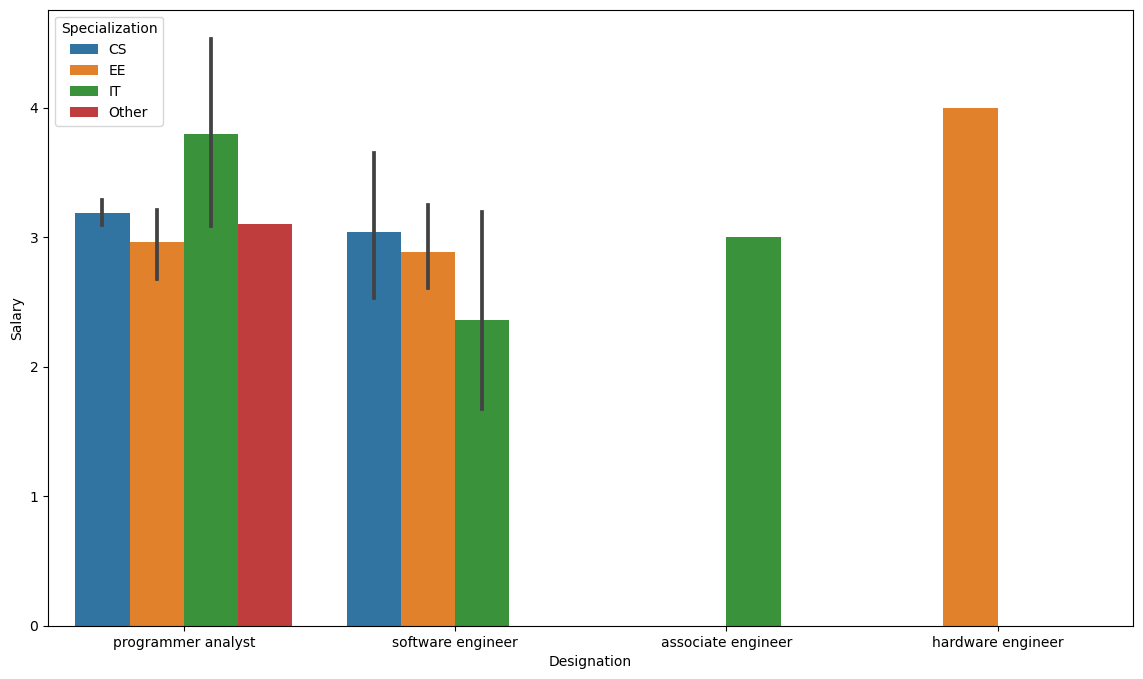 Specialization
CS
EE
IT
Other
4
3
2
1
0
Salary
programmer analyst
software engineer
associate engineer
hardware engineer
Designation